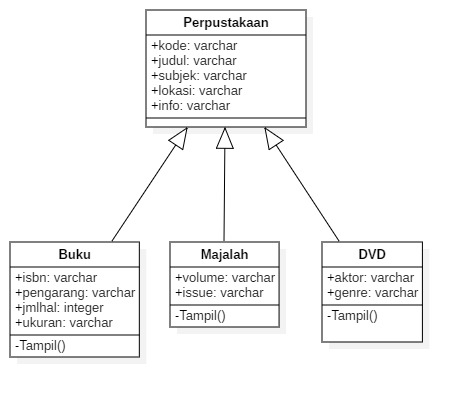 Perpustakaan
+kode: varchar
+judul: varchar
+subjek: varchar
+lokasi: varchar
+info: varchar
Buku
+isbn: varchar
+pengarang: varchar
+jmlhal: integer
+ukuran: varchar
-Tampil()
Majalah
+volume: varchar
+issue: varchar
-Tampil()
DVD
+aktor: varchar
+genre: varchar
-Tampil()